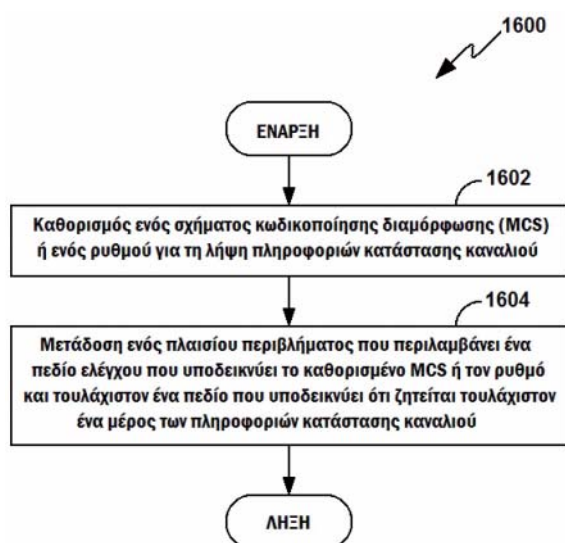 1600
ΕΝΑΡΞΗ
1602
Καθορισμός ενός σχήματος κωδικοποίησης διαμόρφωσης (MCS)
ή ενός ρυθμού για τη λήψη πληροφοριών κατάστασης καναλιού
1604
Μετάδοση ενός πλαισίου περιβλήματος που περιλαμβάνει ένα
πεδίο ελέγχου που υποδεικνύει το καθορισμένο MCS ή τον ρυθμό
και τουλάχιστον ένα πεδίο που υποδεικνύει ότι ζητείται τουλάχιστον
ένα μέρος των πληροφοριών κατάστασης καναλιού
ΛΗΞΗ